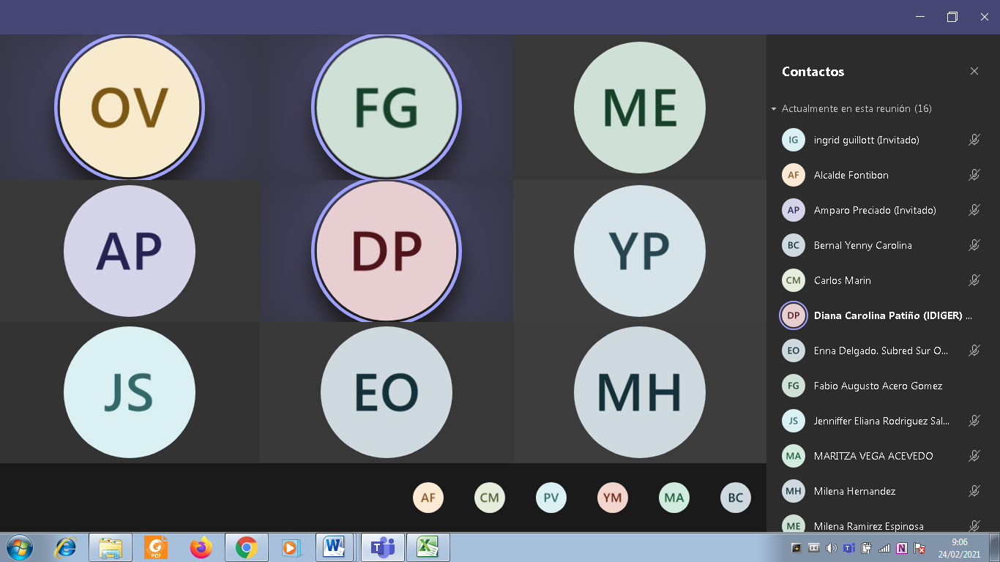 OV
FG
ME
AP
DP
YP
JS
EO
MH
AF
CM
PV
YM
MA
BC
Contactos
Actualmente en esta reunión (16)
IG ingrid guillott (Invitado)
AF Alcalde Fontibon
AP Amparo Preciado (Invitado)
BC Bernal Yenny Carolina
CM Carlos Marin
DP Diana Carolina Patiño (IDIGER) ...
EO Enna Delgado. Subred Sur O...
FG Fabio Augusto Acero Gomez
JS Jenniffer Eliana Rodriguez Sal...
MA MARITZA VEGA ACEVEDO
MH Milena Hernandez
ME Milena Ramirez Espinosa
PDF
W
T
X
N
9:06
24/02/2021